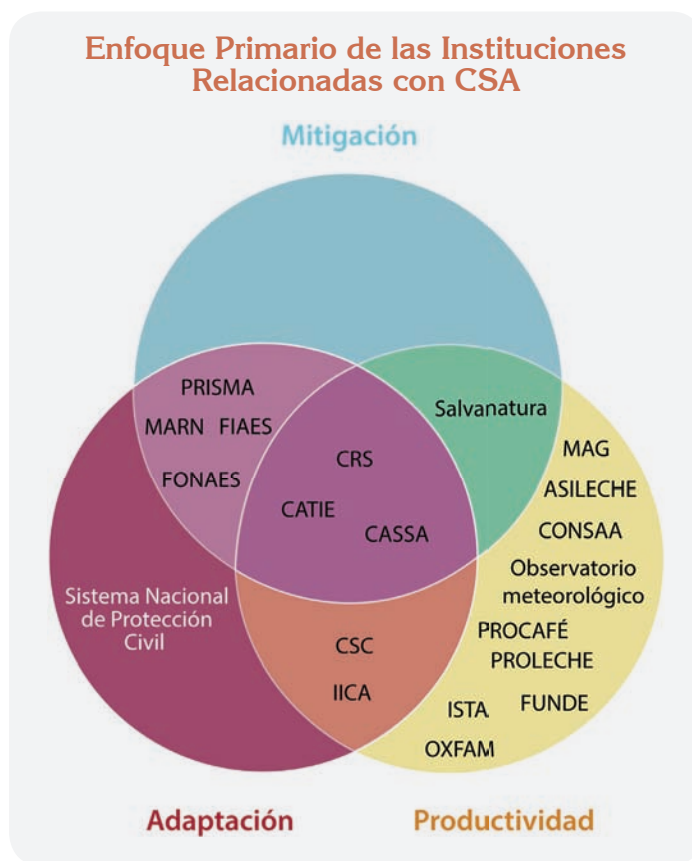 Enfoque Primario de las Instituciones
Relacionadas con CSA
Mitigación
PRISMA
MARN FIAES
FONAES
Salvanatura
CRS
CATIE
CASSA
MAG
ASILECHE
CONSAA
Observatorio
meteorológico
PROCAFÉ
PROLECHE
ISTA FUNDE
OXFAM
Sistema Nacional
de Protección
Civil
CSC
IICA
Adaptación
Productividad